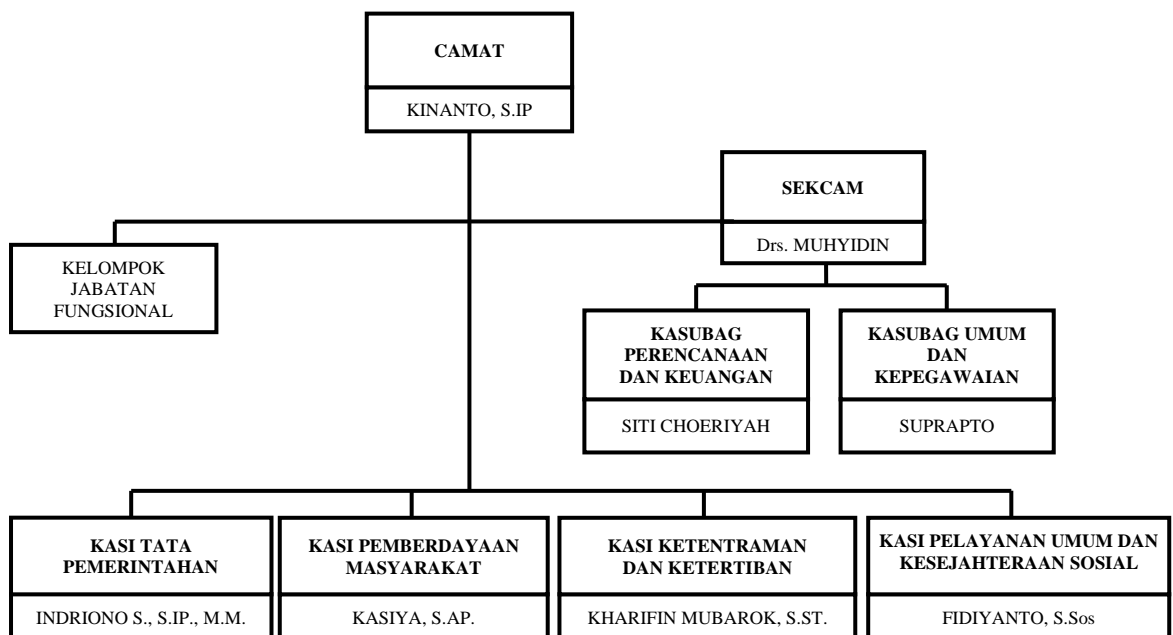 CAMAT
KINANTO, S.IP
SEKCAM
Drs. MUHYIDIN
KELOMPOK
JABATAN
FUNGSIONAL
KASUBAG
PERENCANAAN
DAN KEUANGAN
SITI CHOERIYAH
KASUBAG UMUM
DAN
KEPEGAWAIAN
SUPRAPTO
KASI TATA
PEMERINTAHAN
INDRIONO S., S.IP., M.M.
KASI PEMBERDAYAAN
MASYARAKAT
KASIYA, S.AP.
KASI KETENTRAMAN
DAN KETERTIBAN
KHARIFIN MUBAROK, S.ST.
KASI PELAYANAN UMUM DAN
KESEJAHTERAAN SOSIAL
FIDIYANTO, S.Sos